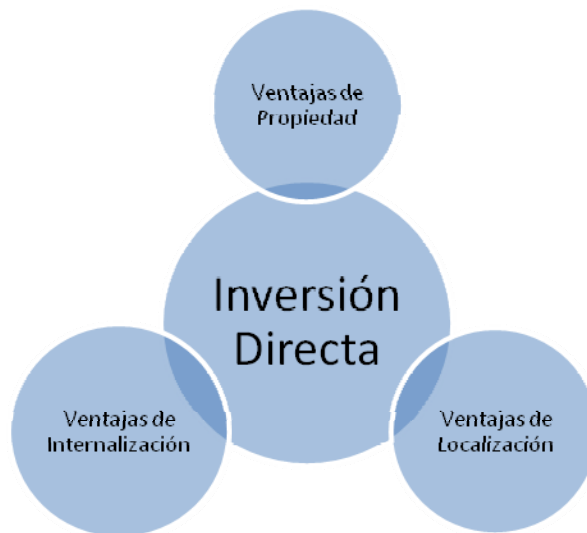 Ventajas de
Propiedad
Inversión
Directa
Ventajas de
Internalización
Ventajas de
Localización